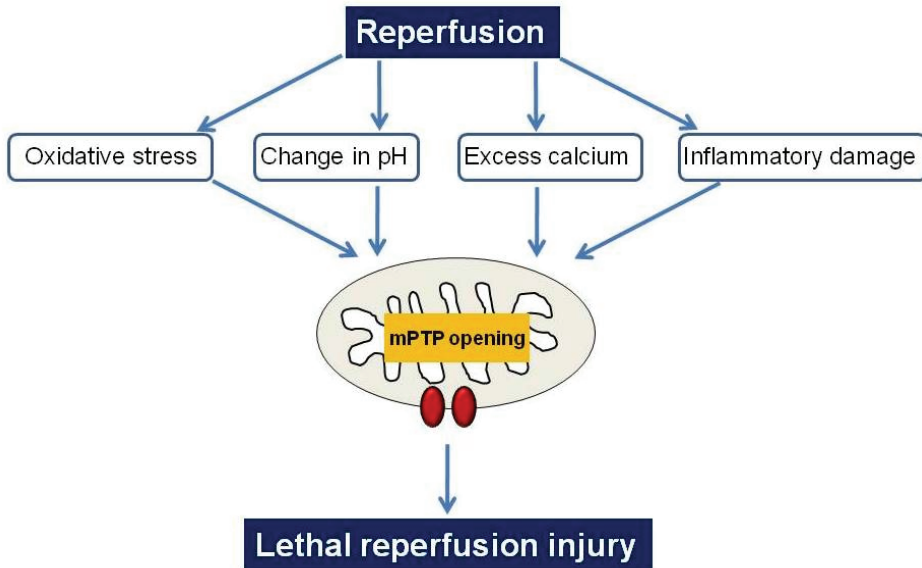 Reperfusion
Oxidative stress
Change in pH
Excess calcium
Inflammatory damage
mPTP opening
Lethal reperfusion injury